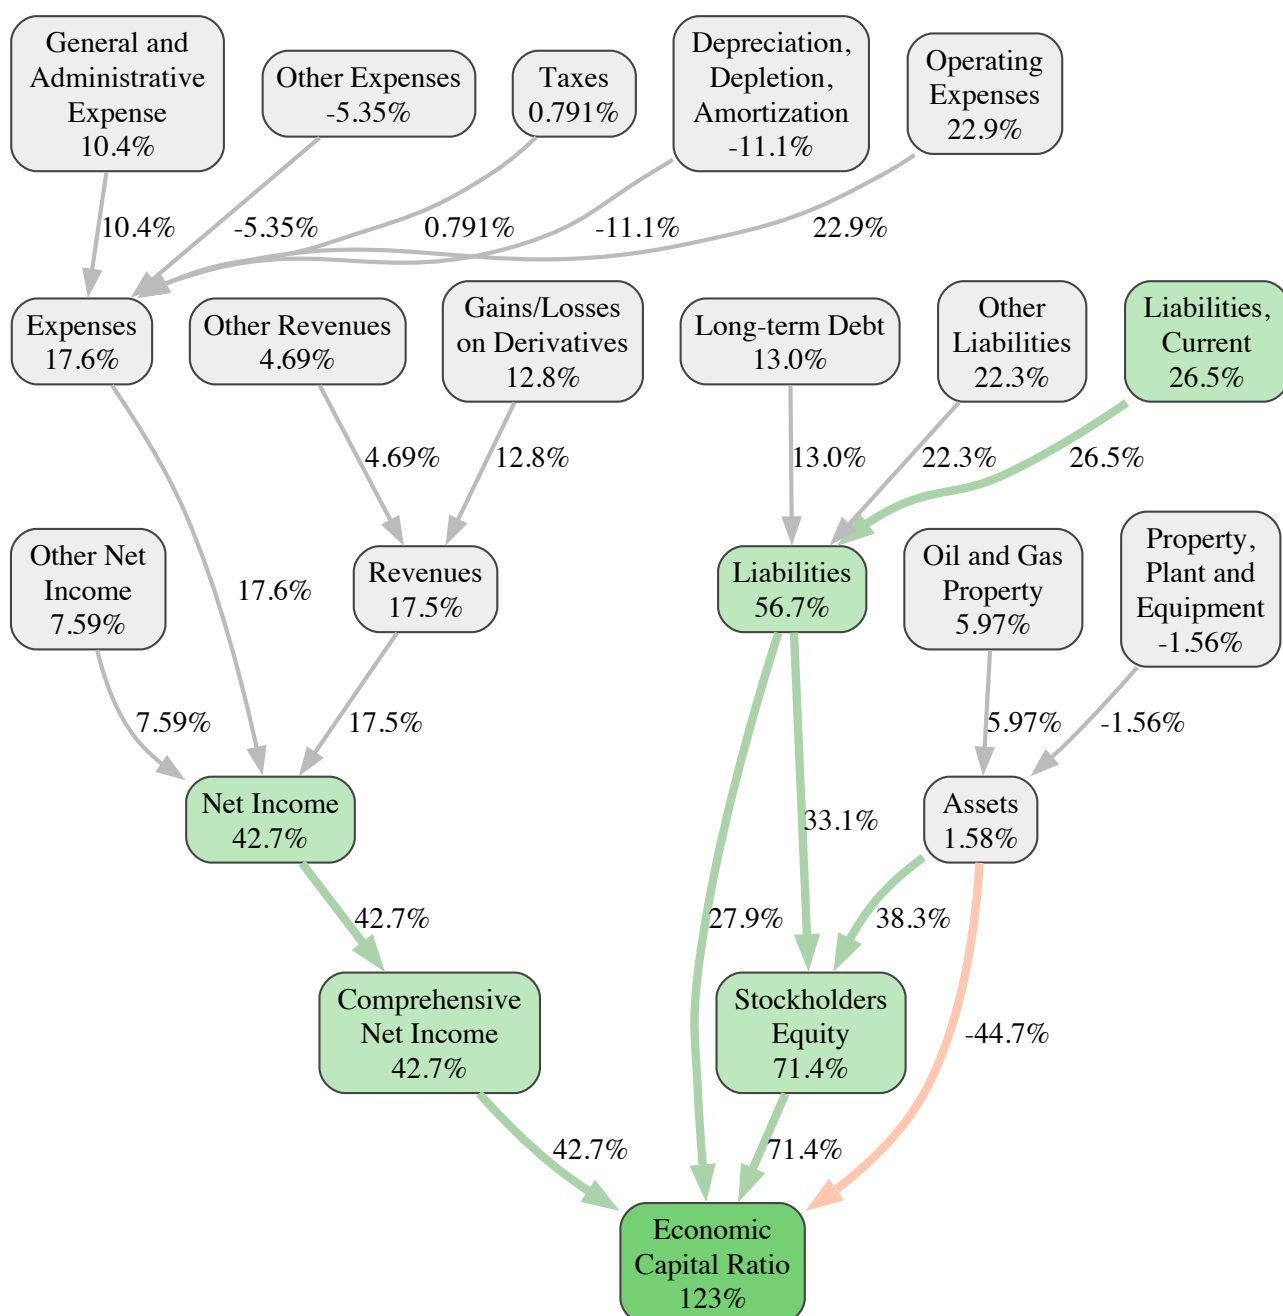 General and
Administrative
Expense
10.4%
Other Expenses
-5.35%
Taxes
0.791%
Depreciation,
Depletion,
Amortization
-11.1%
Operating
Expenses
22.9%
10.4%
-5.35%
0.791%
-11.1%
22.9%
Expenses
17.6%
Other Revenues
4.69%
Gains/Losses
on Derivatives
12.8%
Long-term Debt
13.0%
Other
Liabilities
22.3%
Liabilities,
Current
26.5%
4.69%
12.8%
13.0%
22.3%
26.5%
Other Net
Income
7.59%
17.6%
Revenues
17.5%
Liabilities
56.7%
Oil and Gas
Property
5.97%
Property,
Plant and
Equipment
-1.56%
7.59%
17.5%
5.97%
-1.56%
Net Income
42.7%
33.1%
Assets
1.58%
42.7%
27.9%
38.3%
Comprehensive
Net Income
42.7%
Stockholders
Equity
71.4%
-44.7%
42.7%
71.4%
Economic
Capital Ratio
123%